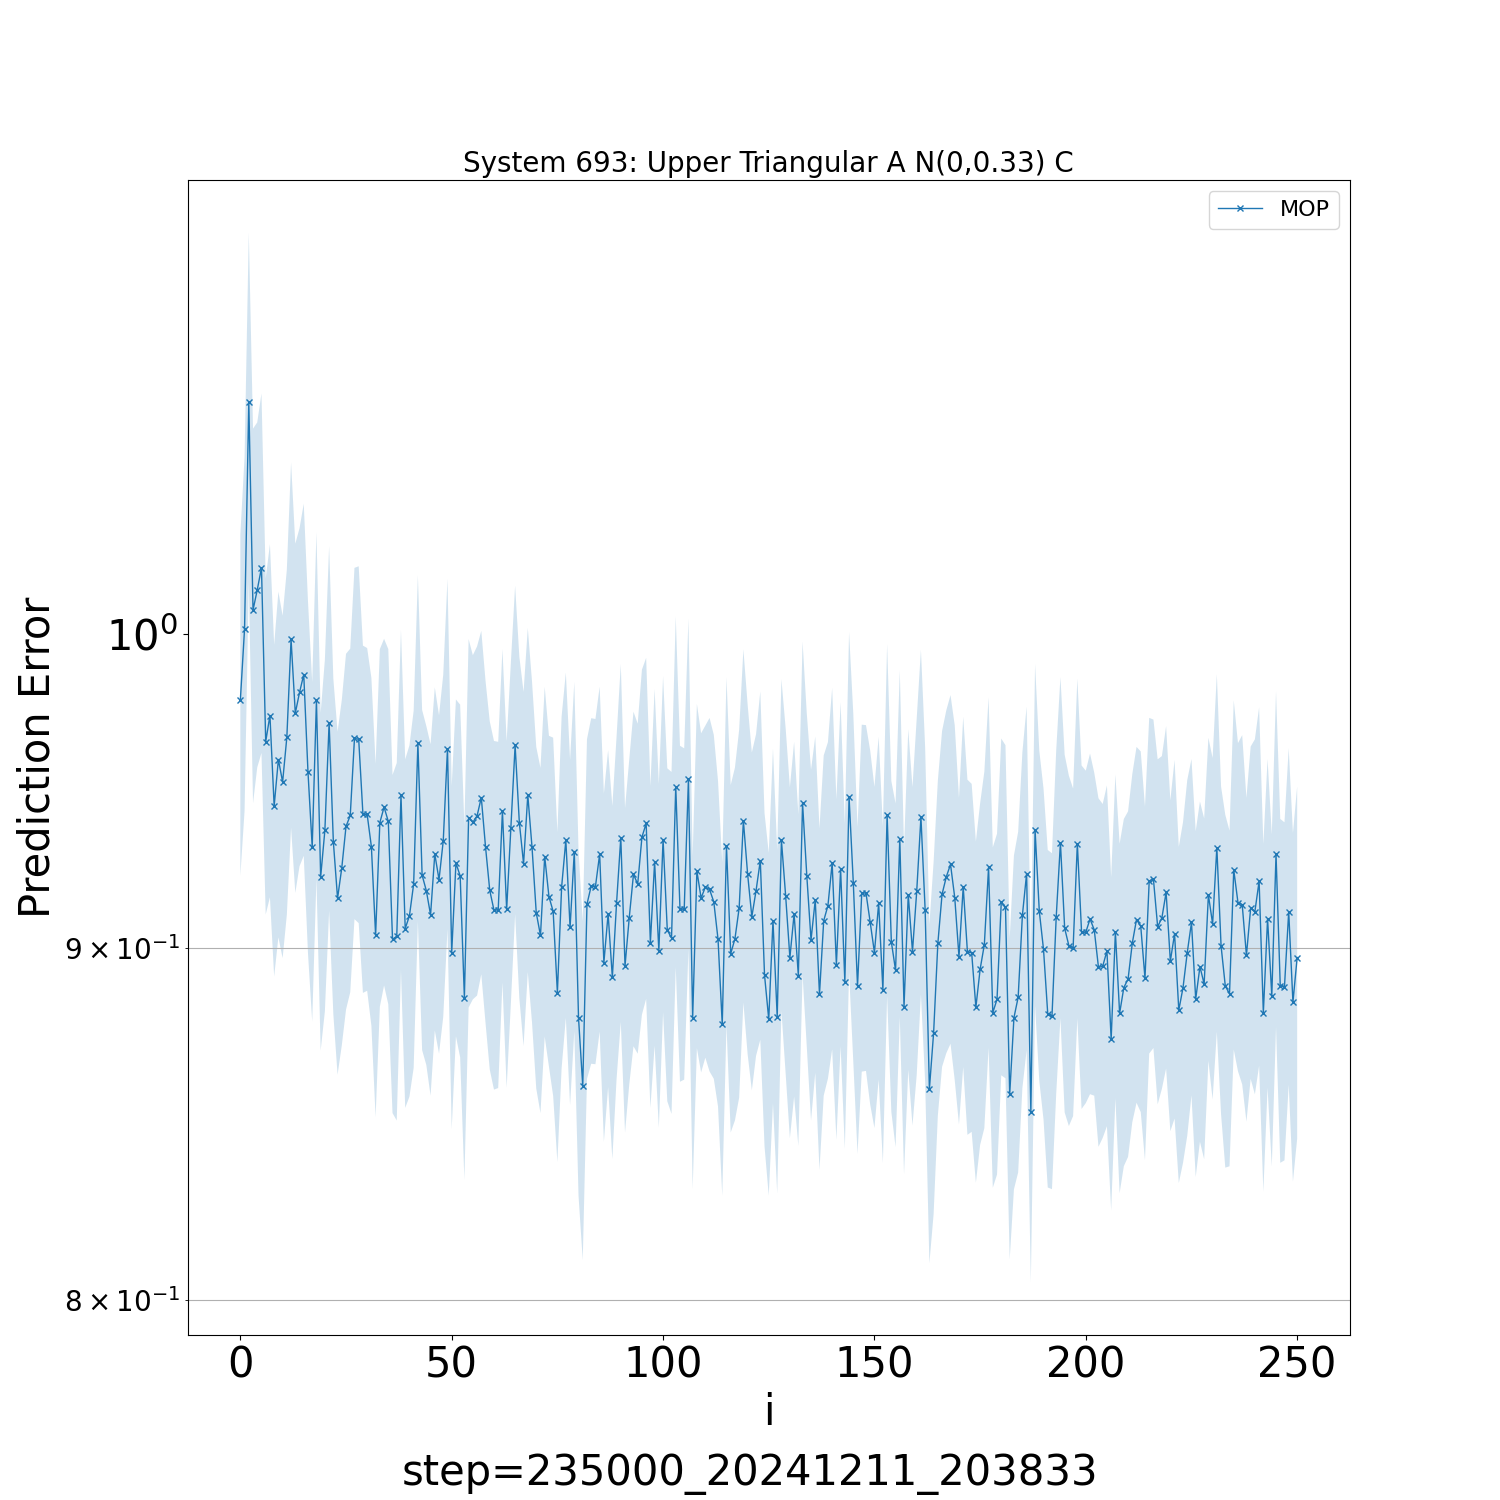 System 693: Upper Triangular A N(0,0.33) C
MOP
Prediction Error
10⁰
9 × 10⁻¹
8 × 10⁻¹
0 50 100 150 200 250
i
step=235000_20241211_203833